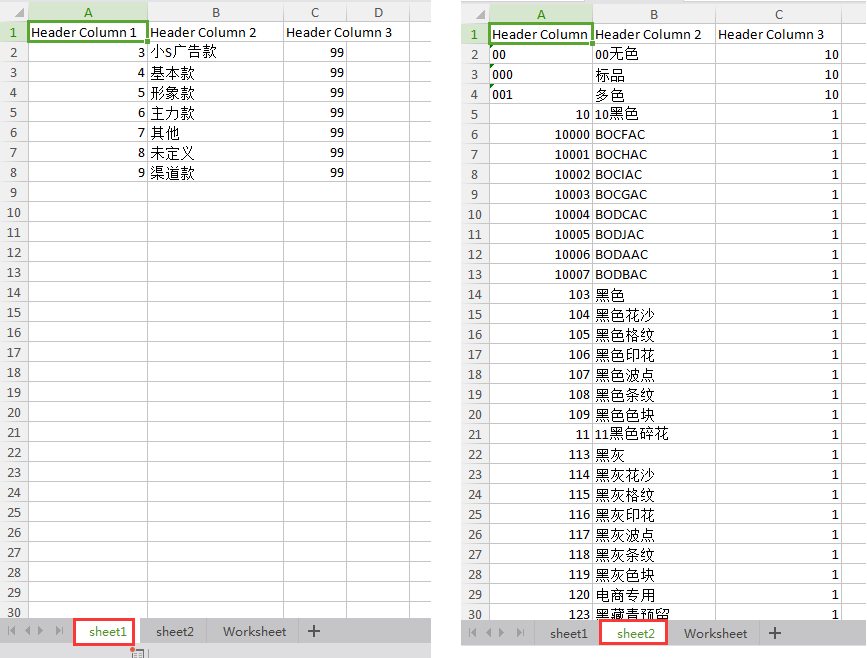 A B C D
1 Header Column 1 Header Column 2 Header Column 3
2 3 小S广告款 99
3 4 基本款 99
4 5 形象款 99
5 6 主力款 99
6 7 其他 99
7 8 未定义 99
8 9 渠道款 99
9
10
11
12
13
14
15
16
17
18
19
20
21
22
23
24
25
26
27
28
29
30
sheet1 sheet2 Worksheet +
A B C
1 Header Column Header Column 2 Header Column 3
2 00 00无色 10
3 000 标品 10
4 001 多色 10
5 10 10黑色 1
6 10000 BOCFAC 1
7 10001 BOCHAC 1
8 10002 BOCIAC 1
9 10003 BOCGAC 1
10 10004 BODCAC 1
11 10005 BODJAC 1
12 10006 BODAAC 1
13 10007 BODBAC 1
14 103 黑色 1
15 104 黑色花沙 1
16 105 黑色格纹 1
17 106 黑色印花 1
18 107 黑色波点 1
19 108 黑色条纹 1
20 109 黑色色块 1
21 11 11黑色碎花 1
22 113 黑灰 1
23 114 黑灰花沙 1
24 115 黑灰格纹 1
25 116 黑灰印花 1
26 117 黑灰波点 1
27 118 黑灰条纹 1
28 119 黑灰色块 1
29 120 电商专用 1
30 123 黑藏青预留 1
sheet1 sheet2 Worksheet +